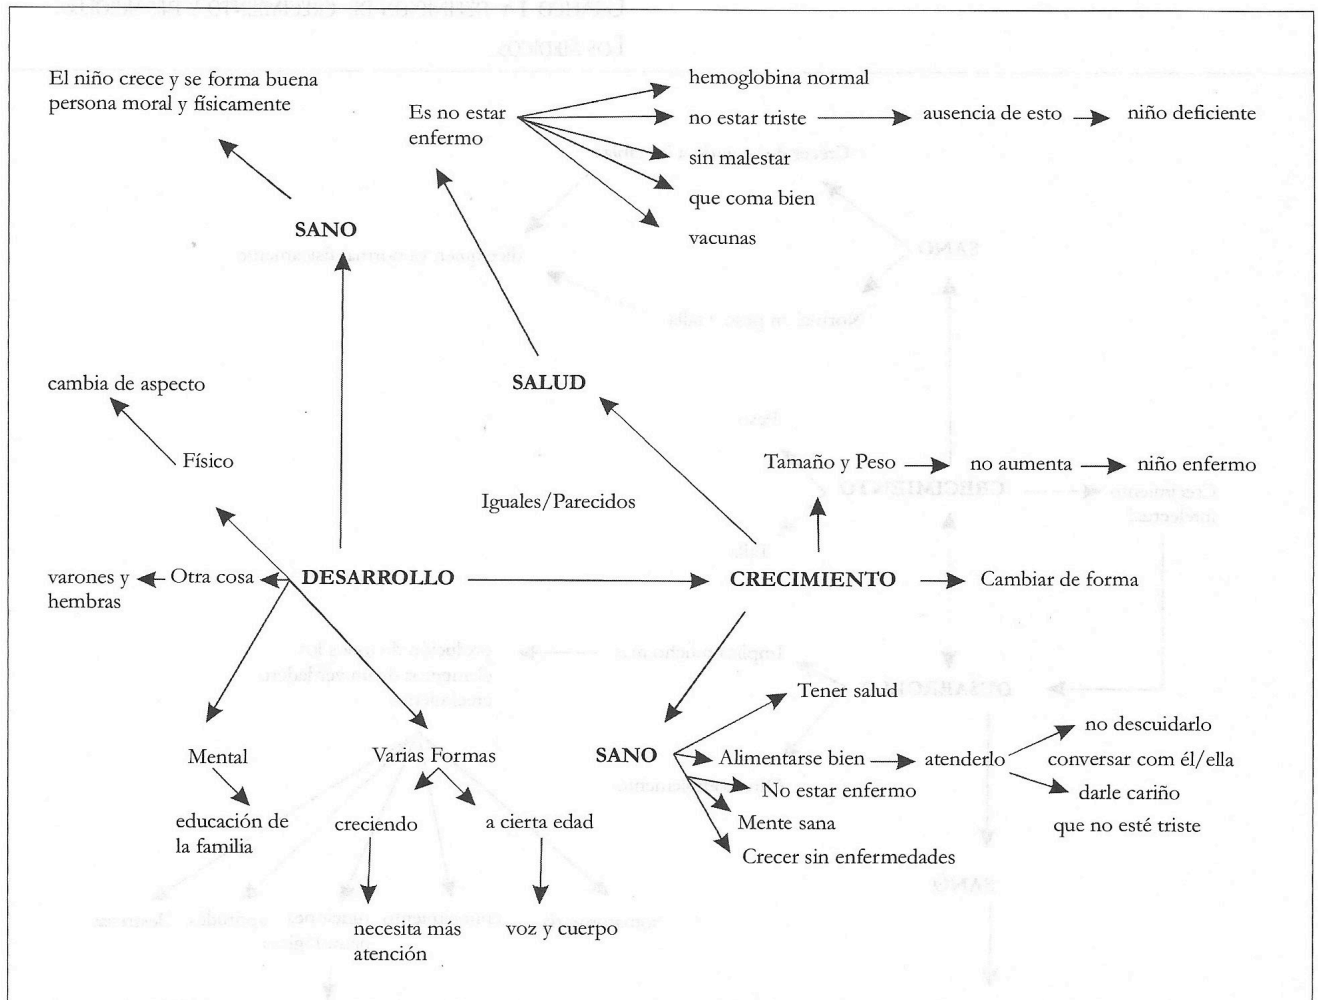 El niño crece y se forma buena
persona moral y físicamente
Es no estar
enfermo
hemoglobina normal
no estar triste
ausencia de esto
niño deficiente
sin malestar
que coma bien
vacunas
SANO
SALUD
cambia de aspecto
Físico
Iguales/Parecidos
Tamaño y Peso
no aumenta
niño enfermo
varones y
hembras
Otra cosa
DESARROLLO
CRECIMIENTO
Cambiar de forma
Mental
educación de
la familia
Varias Formas
creciendo
a cierta edad
necesita más
atención
voz y cuerpo
SANO
Tener salud
Alimentarse bien
atenderlo
no descuidarlo
conversar com él/ella
darle cariño
que no esté triste
No estar enfermo
Mente sana
Crecer sin enfermedades